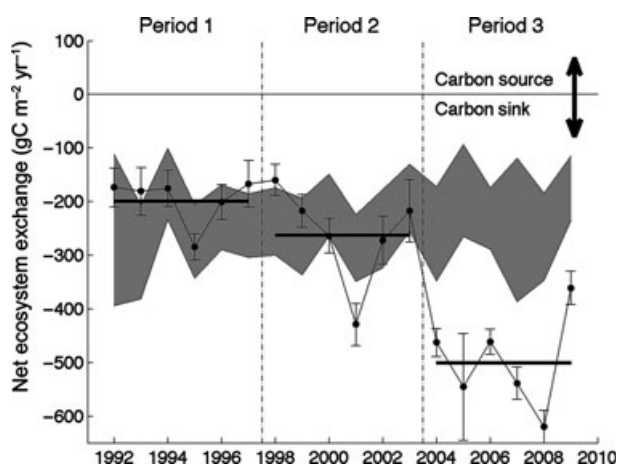 Period 1 Period 2 Period 3
100
0
−100
−200
−300
−400
−500
−600
Net ecosystem exchange (gC m⁻² yr⁻¹)
Carbon source
Carbon sink
1992 1994 1996 1998 2000 2002 2004 2006 2008 2010